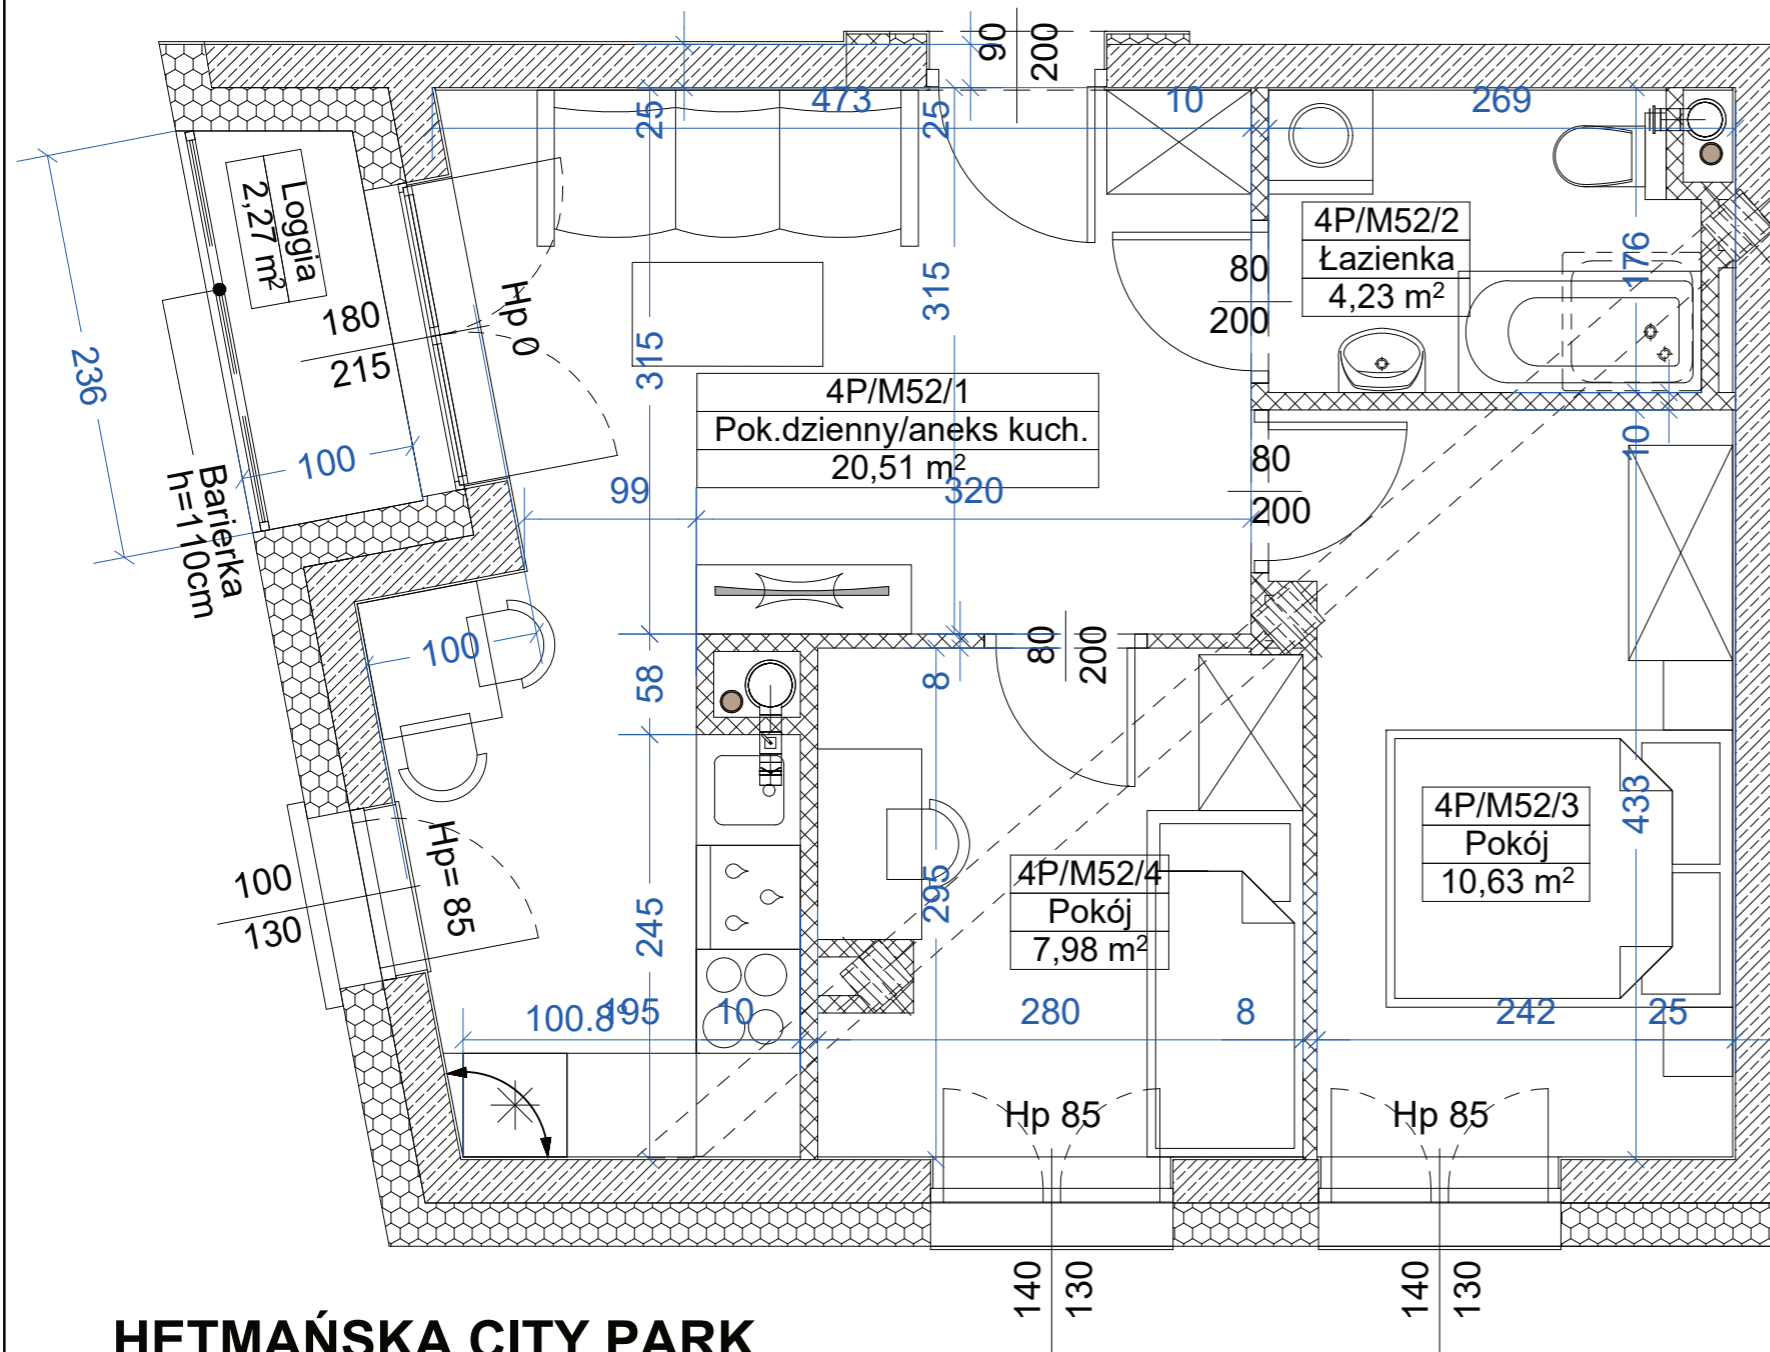 90
200
25
473
25
10
269
Loggia
2,27 m²
4P/M52/2
Łazienka
4,23 m²
176
80
200
180
215
Hp 0
315
315
236
4P/M52/1
Pok.dzienny/aneks kuch.
20,51 m²
100
99
320
80
200
10
Barierka
h=110cm
100
58
8
80
200
4P/M52/3
Pokój
10,63 m²
433
100
130
Hp= 85
245
295
4P/M52/4
Pokój
7,98 m²
100.8°
195
10
280
8
242
25
Hp 85
Hp 85
140
130
140
130
HETMAŃSKA CITY PARK